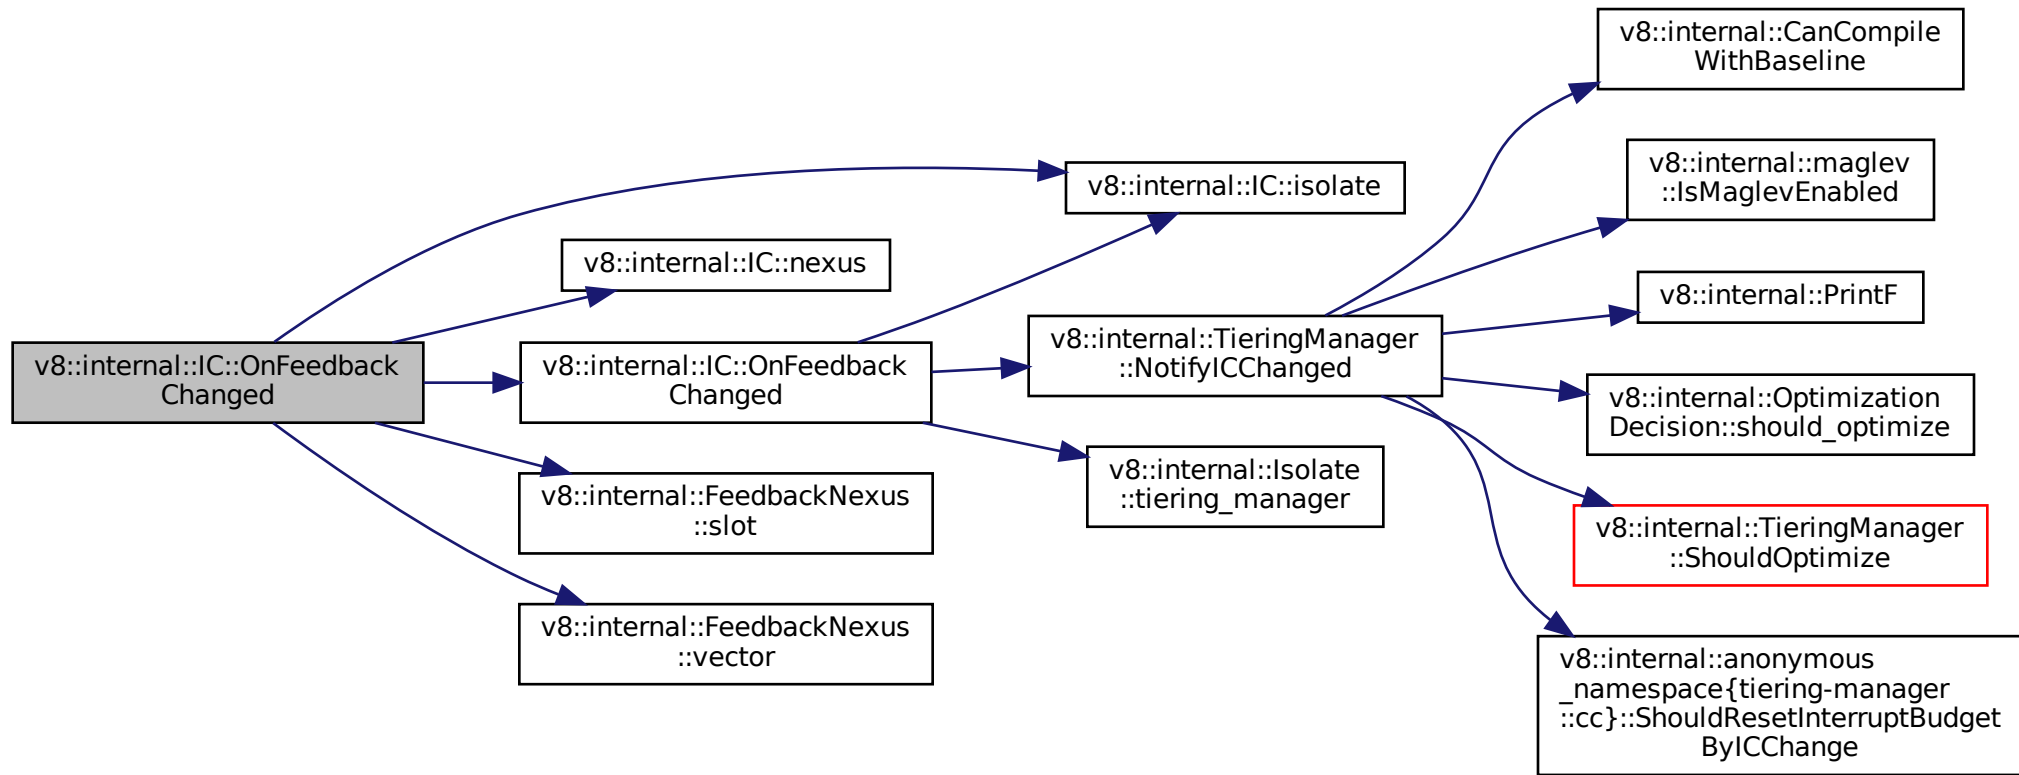 v8::internal::IC::OnFeedback
Changed
v8::internal::IC::isolate
v8::internal::IC::nexus
v8::internal::IC::OnFeedback
Changed
v8::internal::FeedbackNexus
::slot
v8::internal::FeedbackNexus
::vector
v8::internal::TieringManager
::NotifyICChanged
v8::internal::Isolate
::tiering_manager
v8::internal::CanCompile
WithBaseline
v8::internal::maglev
::IsMaglevEnabled
v8::internal::PrintF
v8::internal::Optimization
Decision::should_optimize
v8::internal::TieringManager
::ShouldOptimize
v8::internal::anonymous
_namespace{tiering-manager
::cc}::ShouldResetInterruptBudget
ByICChange